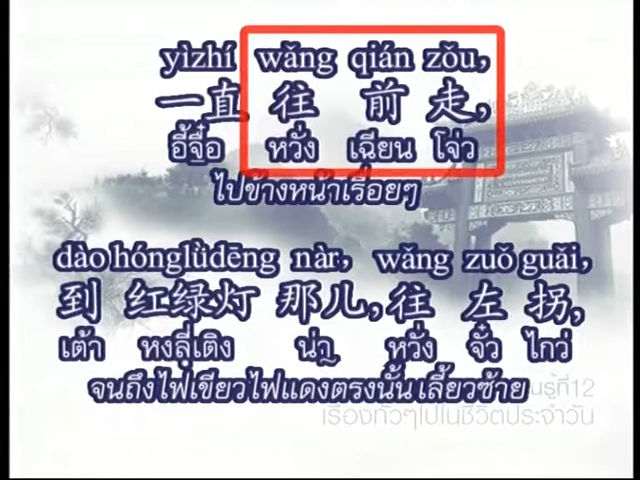 yìzhí wǎng qián zǒu,
一直 往 前 走,
อี้จื๋อ หวั่ง เฉียน โจ่ว
ไปข้างหน้าเรื่อยๆ
dào hónglǜdēng nàr, wǎng zuǒ guǎi,
到 红绿灯 那儿, 往 左 拐,
เต้า หงลุ่เติง น่า หวั่ง จั๋ว ไกว่
จนถึงไฟเขียวไฟแดงตรงนั้นเลี้ยวซ้าย
นรู้ที่12
เรื่องทั่วๆไปในชีวิตประจำวัน